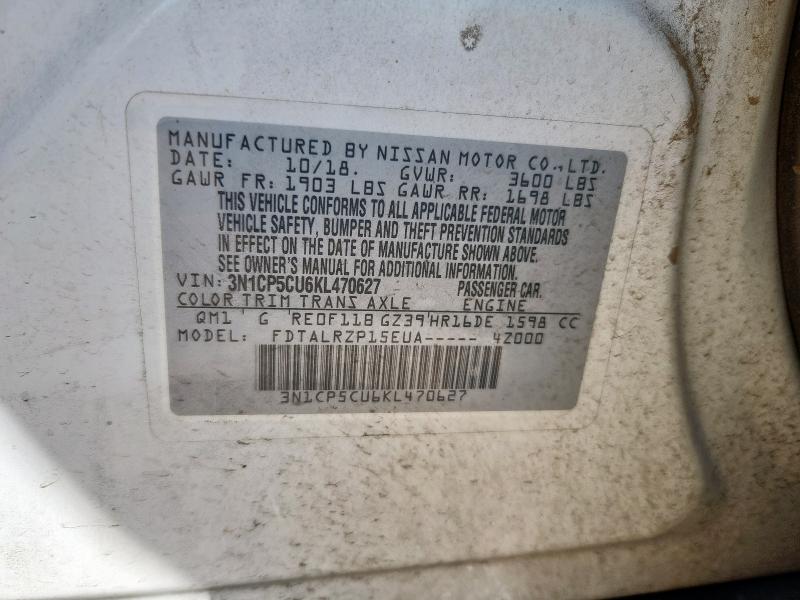 MANUFACTURED BY NISSAN MOTOR CO.,LTD.
DATE: 10/18. GVWR: 3600 LBS
GAWR FR: 1903 LBS GAWR RR: 1698 LBS
THIS VEHICLE CONFORMS TO ALL APPLICABLE FEDERAL MOTOR
VEHICLE SAFETY, BUMPER AND THEFT PREVENTION STANDARDS
IN EFFECT ON THE DATE OF MANUFACTURE SHOWN ABOVE.
SEE OWNER'S MANUAL FOR ADDITIONAL INFORMATION.
VIN: 3N1CP5CU6KL470627 PASSENGER CAR.
COLOR TRIM TRANS AXLE ENGINE
QM1 G RE0F11B GZ39 HR16DE 1598 CC
MODEL: FDTALRZP15EUA----- 4Z000
3N1CP5CU6KL470627